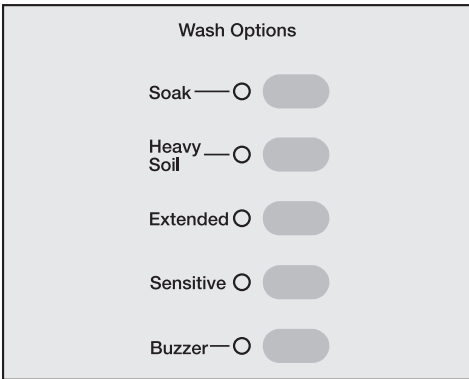 Wash Options
Soak
Heavy
Soil
Extended
Sensitive
Buzzer